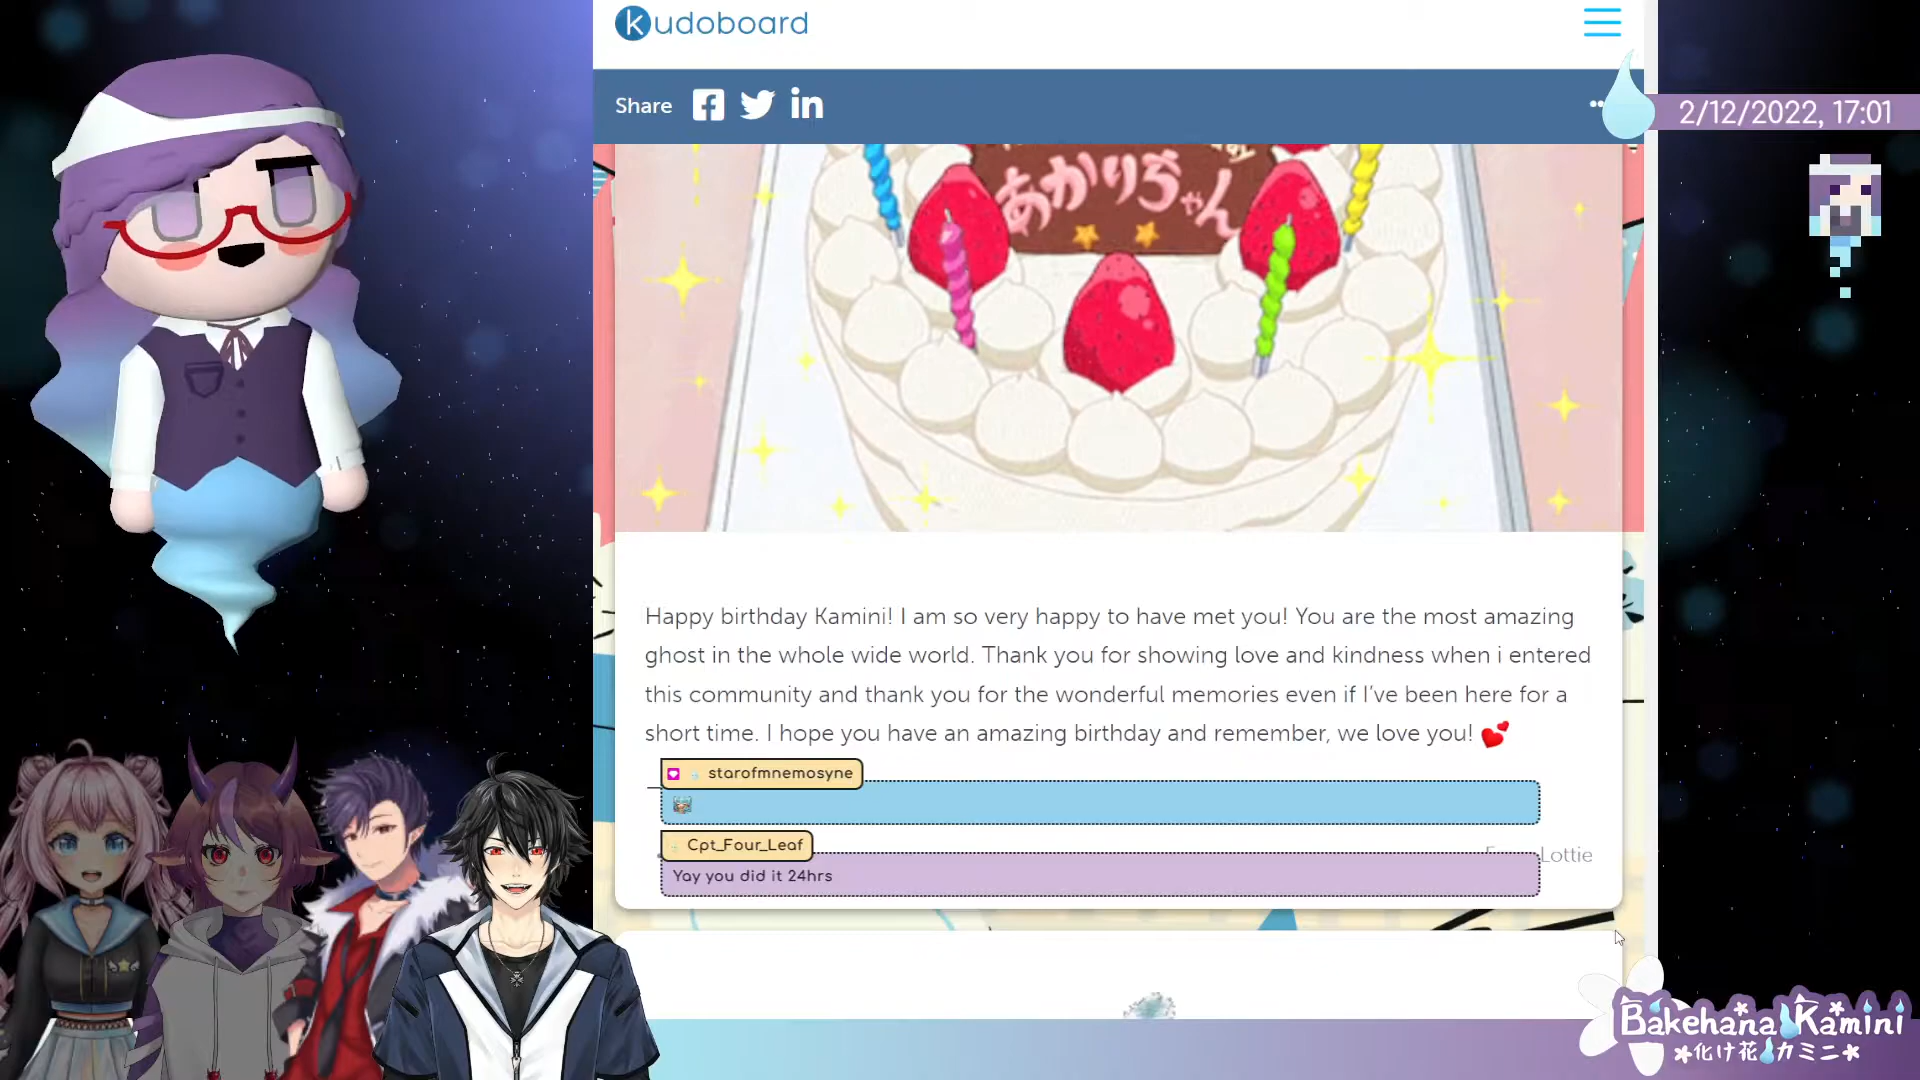 kudoboard
Share
2/12/2022, 17:01
あかりちゃん
Happy birthday Kamini! I am so very happy to have met you! You are the most amazing
ghost in the whole wide world. Thank you for showing love and kindness when i entered
this community and thank you for the wonderful memories even if I've been here for a
short time. I hope you have an amazing birthday and remember, we love you! 💕
starofmnemosyne
Cpt_Four_Leaf
Lottie
Yay you did it 24hrs
Bakehana Kamini
化け花カミニ